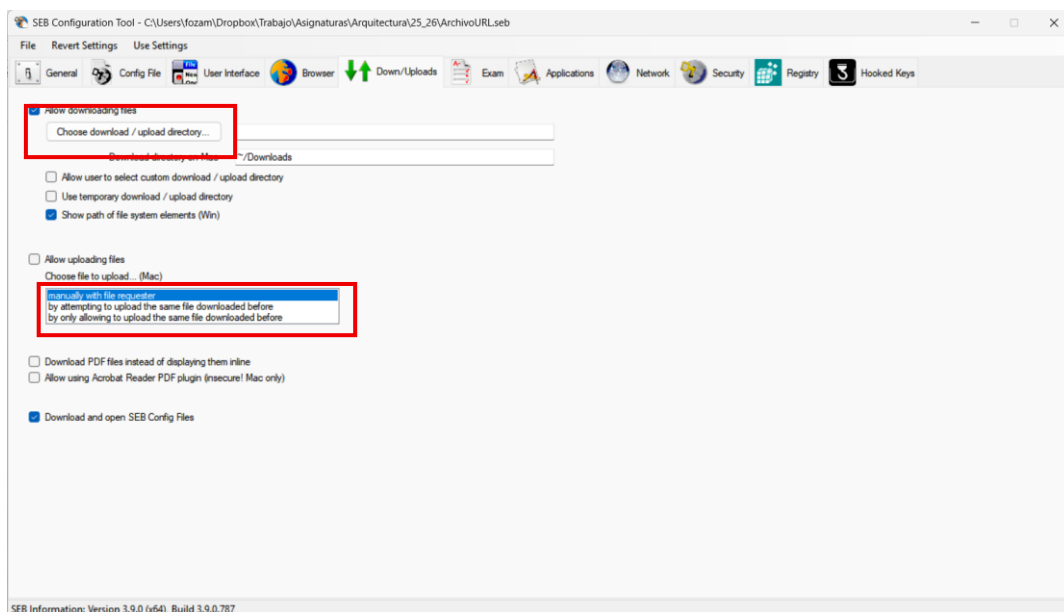 SEB Configuration Tool - C:\Users\fozam\Dropbox\Trabajo\Asignaturas\Arquitectura\25_26\ArchivoURL.seb
File Revert Settings Use Settings
General Config File User Interface Browser Down/Uploads Exam Applications Network Security Registry Hooked Keys
Allow downloading files
Choose download / upload directory...
Download directory on Mac ~/Downloads
Allow user to select custom download / upload directory
Use temporary download / upload directory
Show path of file system elements (Win)
Allow uploading files
Choose file to upload... (Mac)
manually with file requester
by attempting to upload the same file downloaded before
by only allowing to upload the same file downloaded before
Download PDF files instead of displaying them inline
Allow using Acrobat Reader PDF plugin (insecure! Mac only)
Download and open SEB Config Files
SEB Information: Version 3.9.0 (x64), Build 3.9.0.787